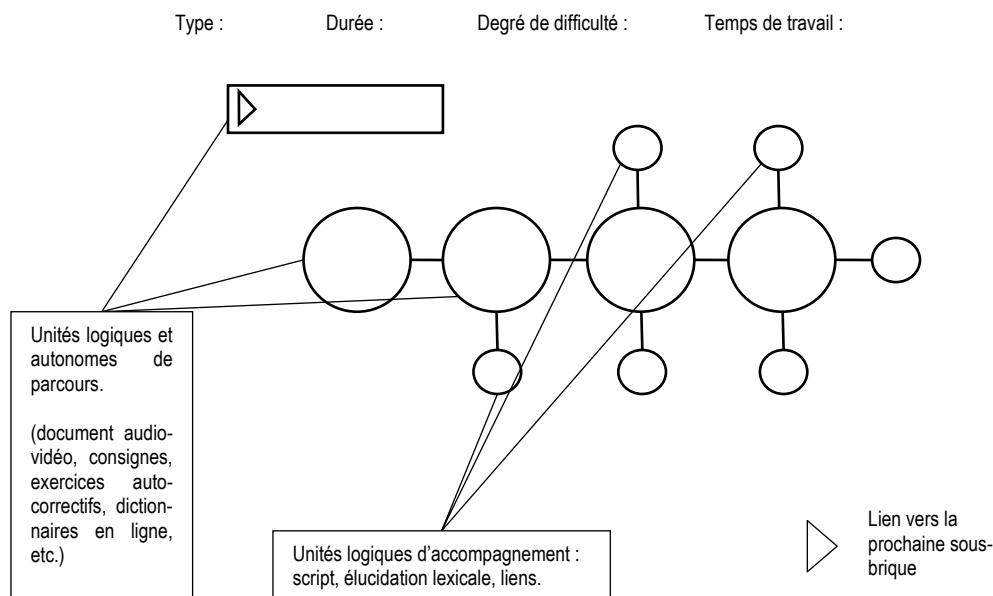 Type : Durée : Degré de difficulté : Temps de travail :
Unités logiques et
autonomes de
parcours.
(document audio-
vidéo, consignes,
exercices auto-
correctifs, diction-
naires en ligne,
etc.)
Unités logiques d’accompagnement :
script, élucidation lexicale, liens.
Lien vers la
prochaine sous-
brique